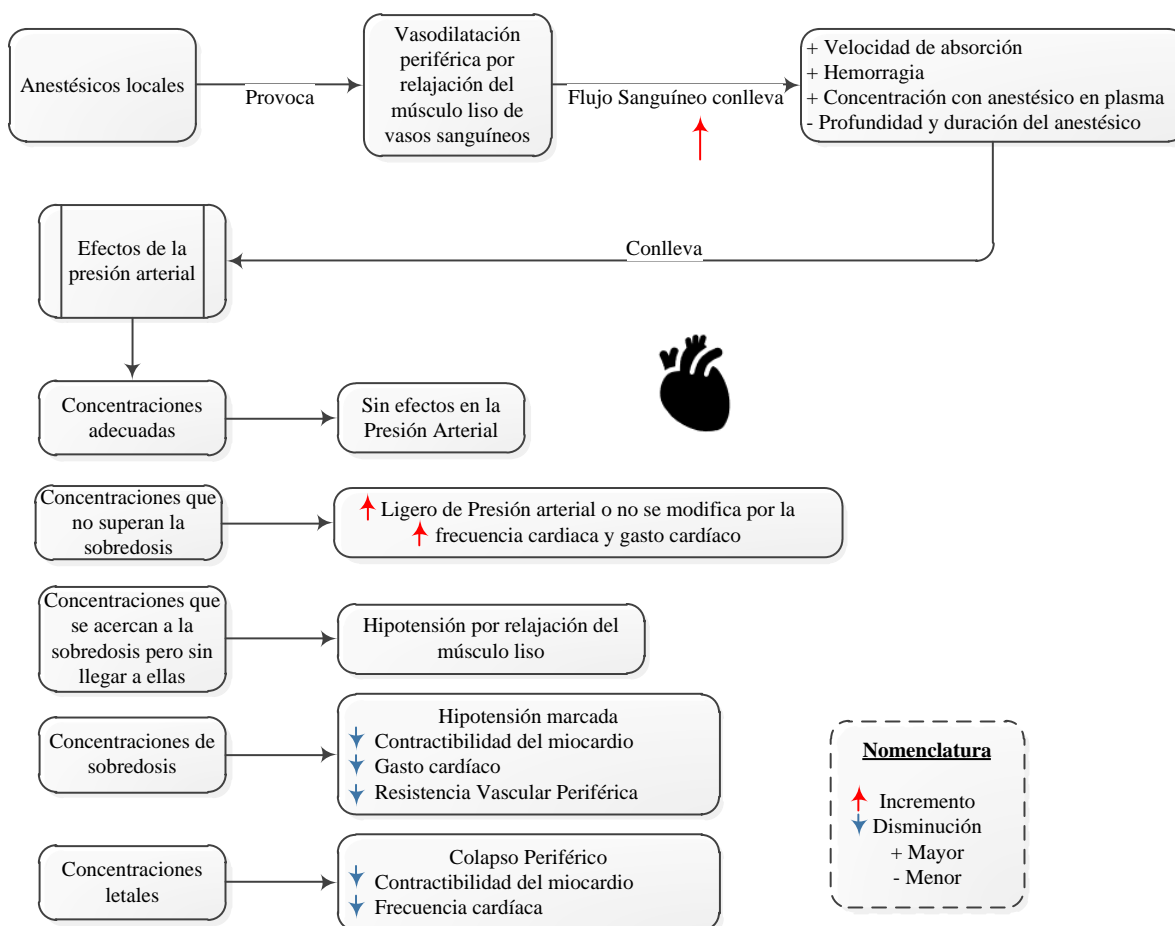 Anestésicos locales
Provoca
Vasodilatación
periférica por
relajación del
músculo liso de
vasos sanguíneos
Flujo Sanguíneo conlleva
+ Velocidad de absorción
+ Hemorragia
+ Concentración con anestésico en plasma
- Profundidad y duración del anestésico
Conlleva
Efectos de la
presión arterial
Concentraciones
adecuadas
Sin efectos en la
Presión Arterial
Concentraciones que
no superan la
sobredosis
Ligero de Presión arterial o no se modifica por la
frecuencia cardiaca y gasto cardíaco
Concentraciones que
se acercan a la
sobredosis pero sin
llegar a ellas
Hipotensión por relajación del
músculo liso
Concentraciones de
sobredosis
Hipotensión marcada
Contractibilidad del miocardio
Gasto cardíaco
Resistencia Vascular Periférica
Concentraciones
letales
Colapso Periférico
Contractibilidad del miocardio
Frecuencia cardíaca
Nomenclatura
Incremento
Disminución
+ Mayor
- Menor